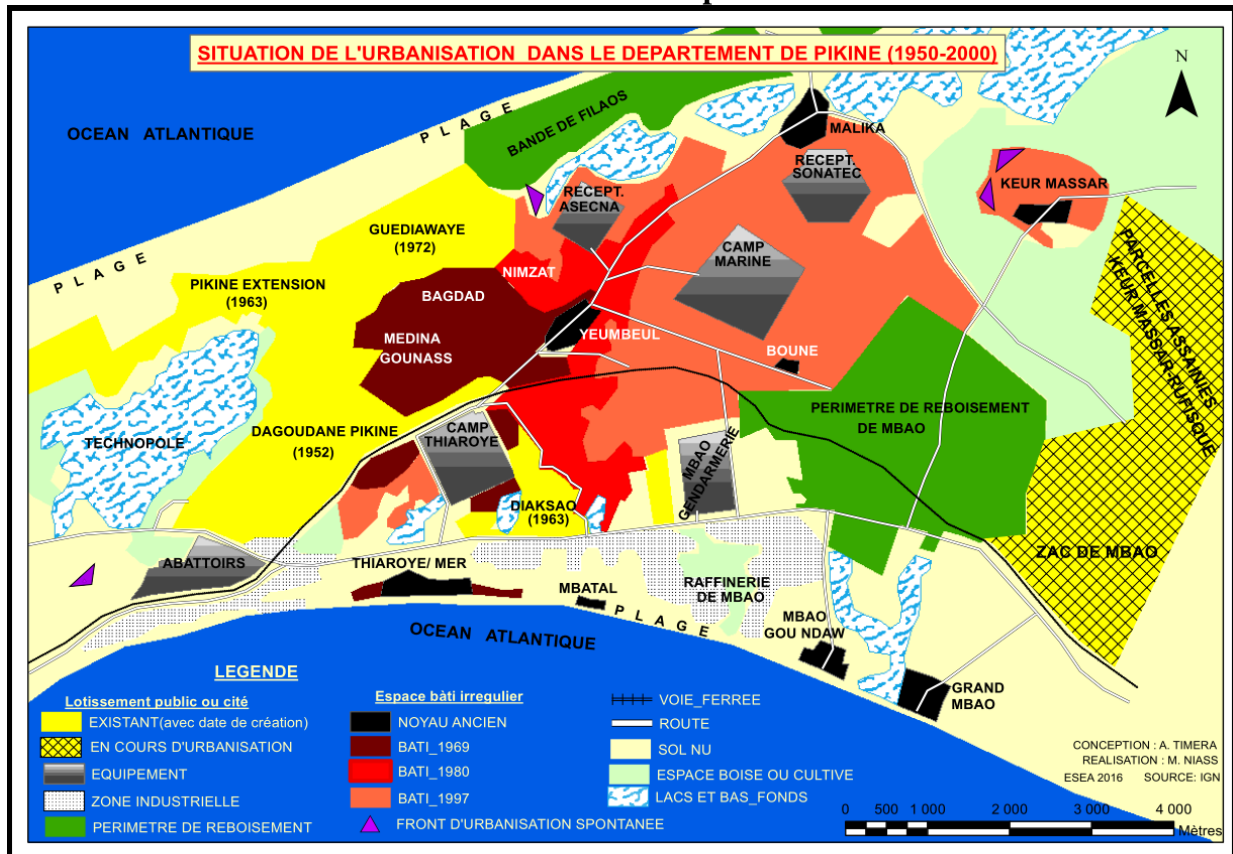 SITUATION DE L'URBANISATION DANS LE DEPARTEMENT DE PIKINE (1950-2000)
N
OCEAN ATLANTIQUE
PLAGE
BANDE DE FILAOS
MALIKA
RECEPT.
SONATEC
KEUR MASSAR
RECEPT.
ASECNA
GUEDIAWAYE
(1972)
CAMP
MARINE
PLAGE
NIMZAT
PIKINE EXTENSION
(1963)
BAGDAD
PARCELLES ASSAINIES
KEUR MASSAR-RUFISQUE
MEDINA
GOUNASS
YEUMBEUL
BOUNE
PERIMETRE DE REBOISEMENT
DE MBAO
TECHNOPOLE
DAGOUDANE PIKINE
(1952)
CAMP
THIAROYE
MBAO
GENDARMERIE
DIAKSAO
(1963)
ZAC DE MBAO
ABATTOIRS
THIAROYE/ MER
MBATAL
RAFFINERIE
DE MBAO
PLAGE
MBAO
GOU NDAW
OCEAN ATLANTIQUE
GRAND
MBAO
LEGENDE
Lotissement public ou cité
EXISTANT(avec date de création)
EN COURS D'URBANISATION
EQUIPEMENT
ZONE INDUSTRIELLE
PERIMETRE DE REBOISEMENT
Espace bâti irregulier
NOYAU ANCIEN
BATI_1969
BATI_1980
BATI_1997
FRONT D'URBANISATION SPONTANEE
VOIE_FERREE
ROUTE
SOL NU
ESPACE BOISE OU CULTIVE
LACS ET BAS_FONDS
CONCEPTION : A. TIMERA
REALISATION : M. NIASS
ESEA 2016 SOURCE: IGN
0 500 1 000 2 000 3 000 4 000
Mètres